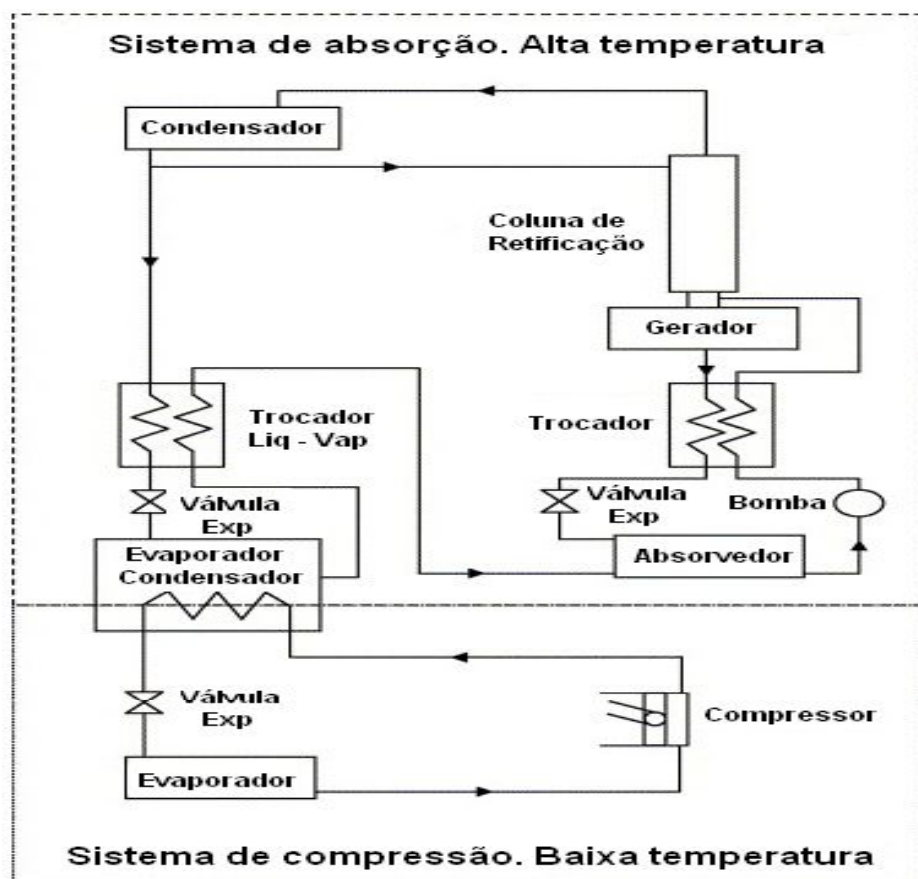 Sistema de absorção. Alta temperatura
Condensador
Coluna de
Retificação
Gerador
Trocador
Liq - Vap
Trocador
Válvula
Exp
Válvula
Exp
Bomba
Evaporador
Condensador
Absorvedor
Válvula
Exp
Compressor
Evaporador
Sistema de compressão. Baixa temperatura